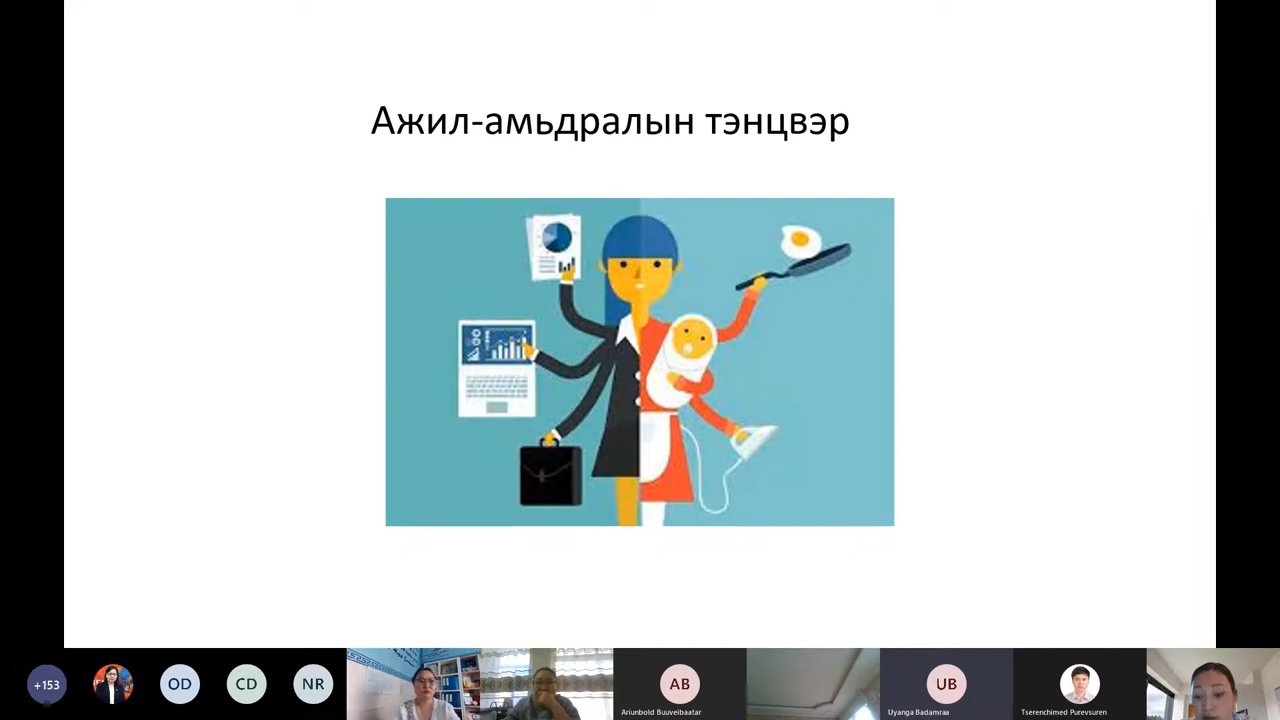 Ажил-амьдралын тэнцвэр
+153
OD
CD
NR
AB
Ariunbold Buuveibaatar
UB
Uyanga Badamraa
Tserenchimed Purevsuren